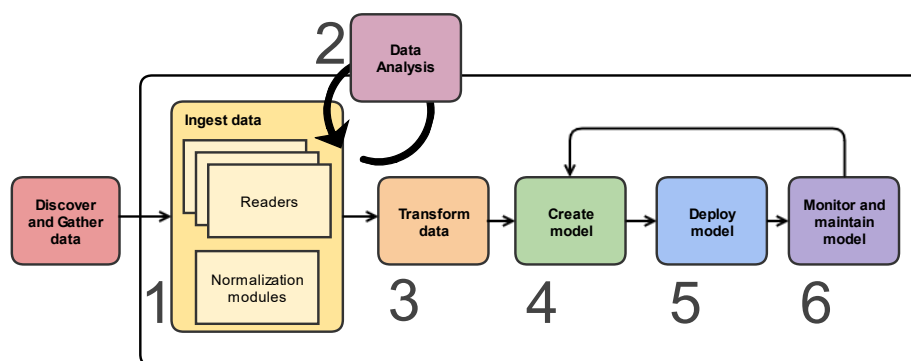 2
Data
Analysis
Ingest data
Readers
Normalization
modules
1
Discover
and Gather
data
Transform
data
3
Create
model
4
Deploy
model
5
Monitor and
maintain model
6